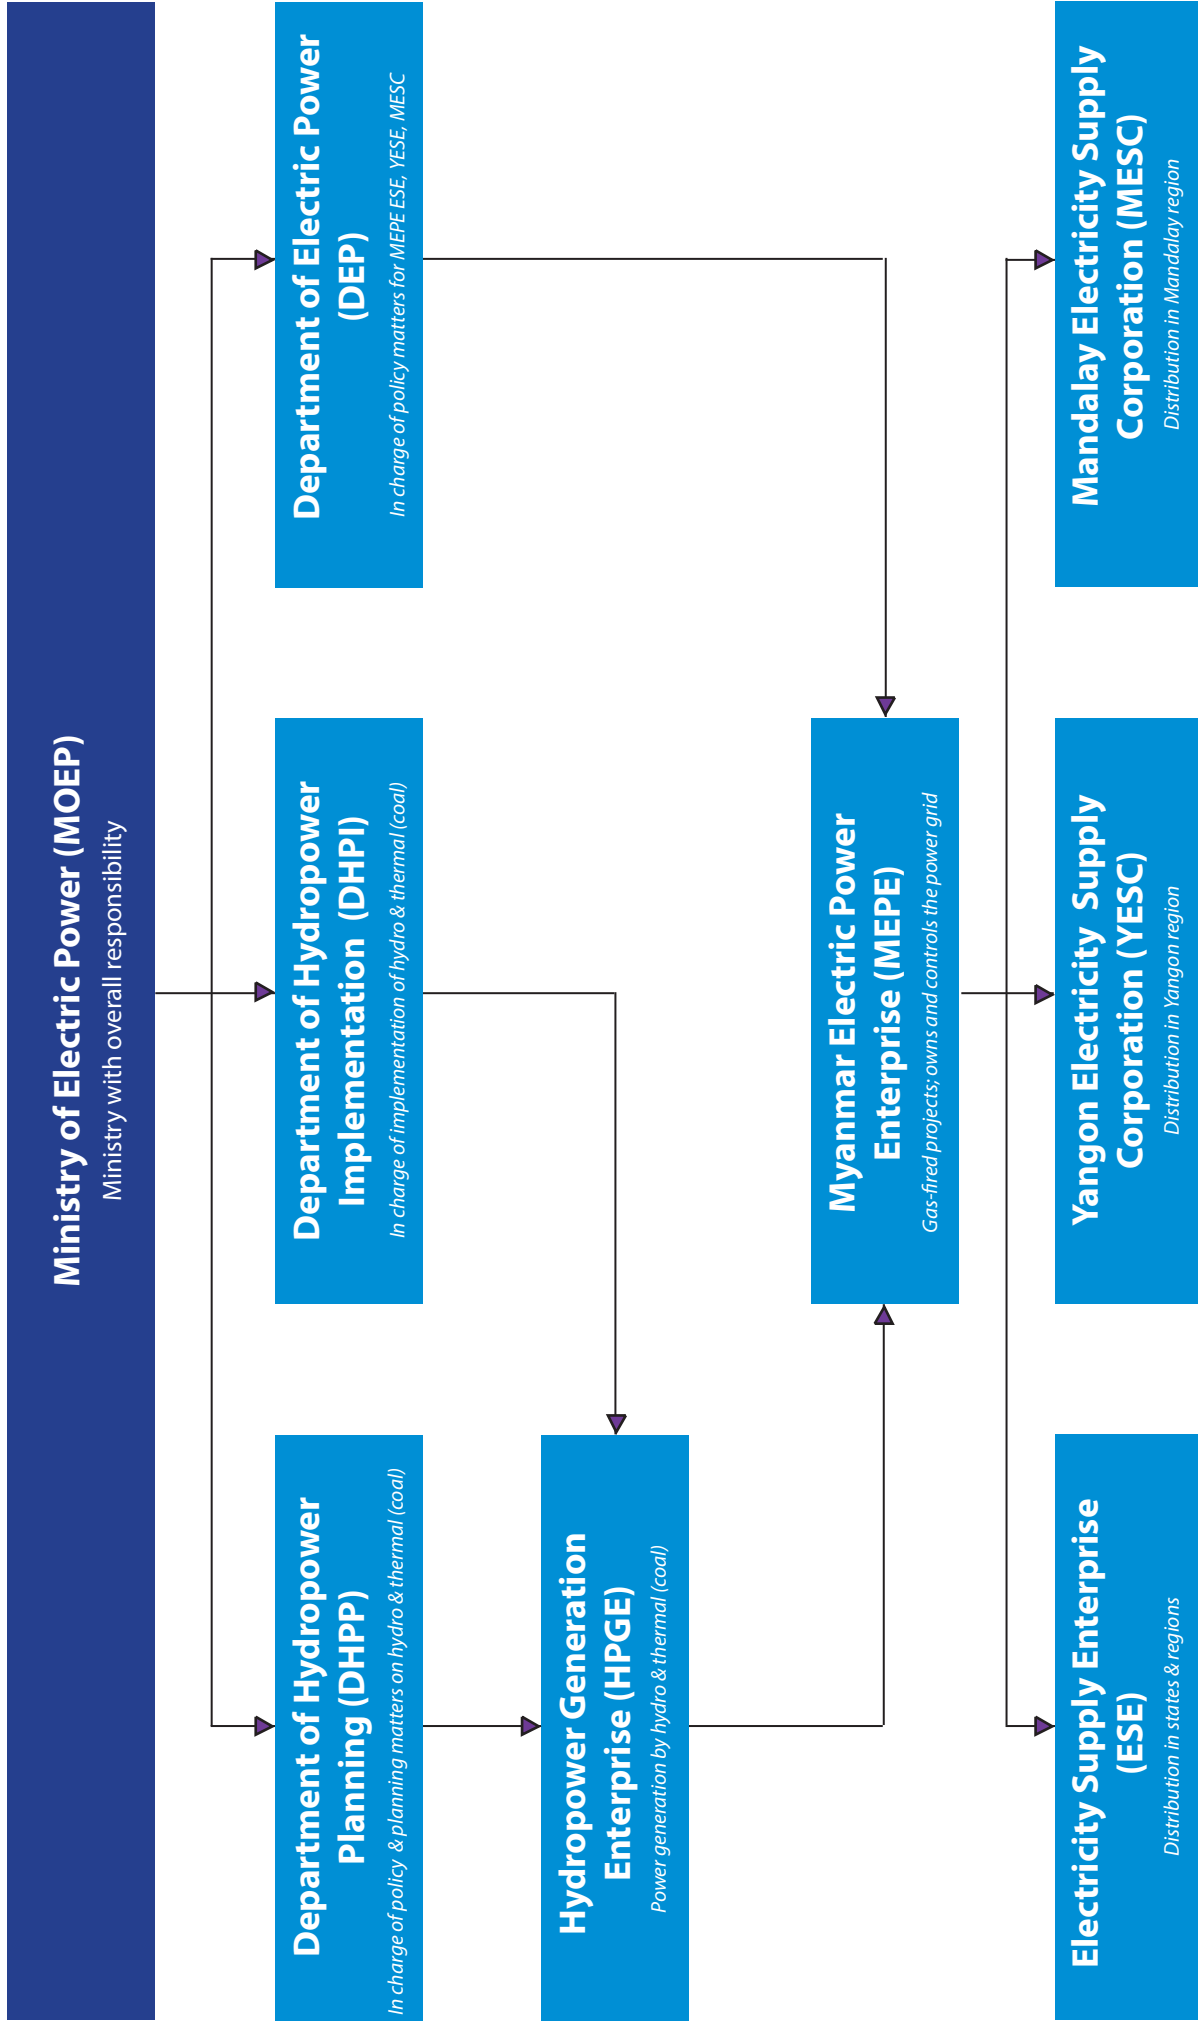 Ministry of Electric Power (MOEP)
Ministry with overall responsibility
Department of Hydropower
Planning (DHPP)
In charge of policy & planning matters on hydro & thermal (coal)
Department of Hydropower
Implementation (DHPI)
In charge of implementation of hydro & thermal (coal)
Department of Electric Power
(DEP)
In charge of policy matters for MEPE ESE, YESE, MESC
Hydropower Generation
Enterprise (HPGE)
Power generation by hydro & thermal (coal)
Myanmar Electric Power
Enterprise (MEPE)
Gas-fired projects; owns and controls the power grid
Electricity Supply Enterprise
(ESE)
Distribution in states & regions
Yangon Electricity Supply
Corporation (YESC)
Distribution in Yangon region
Mandalay Electricity Supply
Corporation (MESC)
Distribution in Mandalay region